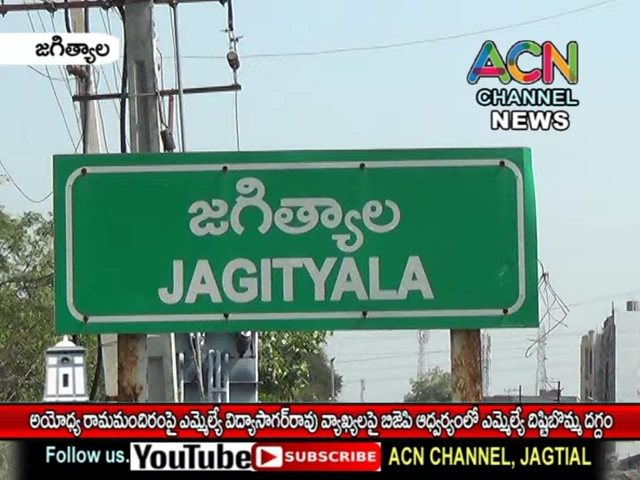 జగిత్యాల
ACN
CHANNEL
NEWS
జగిత్యాల
JAGITYALA
అయోధ్య రామమందిరంపై ఎమ్మెల్యే విద్యాసాగర్‌రావు వ్యాఖ్యలపై బిజెపి ఆధ్వర్యంలో ఎమ్మెల్యే దిష్టిబొమ్మ దగ్దం
Follow us. YouTube SUBSCRIBE ACN CHANNEL, JAGTIAL